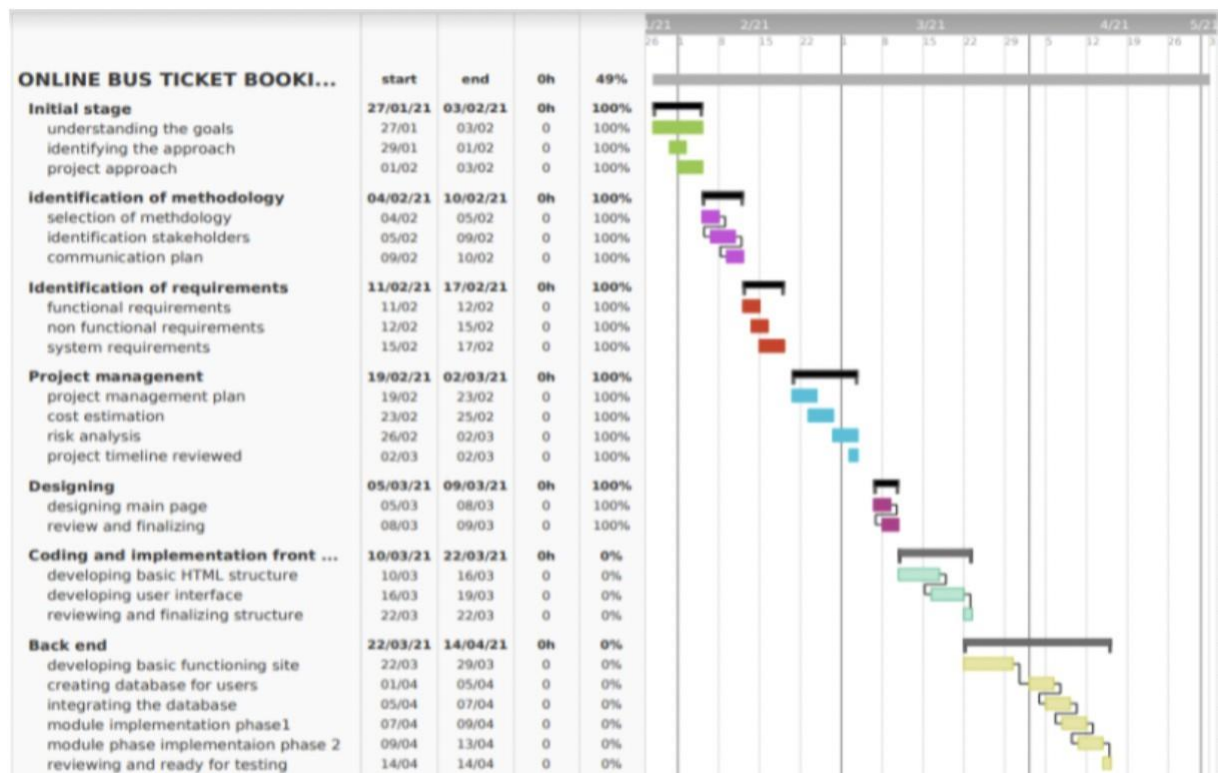 1/21 2/21 3/21 4/21 5/21
26 1 8 15 22 1 8 15 22 29 5 12 19 26 3
ONLINE BUS TICKET BOOKI... start end 0h 49%
Initial stage 27/01/21 03/02/21 0h 100%
understanding the goals 27/01 03/02 0 100%
identifying the approach 29/01 01/02 0 100%
project approach 01/02 03/02 0 100%
identification of methodology 04/02/21 10/02/21 0h 100%
selection of methdology 04/02 05/02 0 100%
identification stakeholders 05/02 09/02 0 100%
communication plan 09/02 10/02 0 100%
Identification of requirements 11/02/21 17/02/21 0h 100%
functional requirements 11/02 12/02 0 100%
non functional requirements 12/02 15/02 0 100%
system requirements 15/02 17/02 0 100%
Project managenent 19/02/21 02/03/21 0h 100%
project management plan 19/02 23/02 0 100%
cost estimation 23/02 25/02 0 100%
risk analysis 26/02 02/03 0 100%
project timeline reviewed 02/03 02/03 0 100%
Designing 05/03/21 09/03/21 0h 100%
designing main page 05/03 08/03 0 100%
review and finalizing 08/03 09/03 0 100%
Coding and implementation front ... 10/03/21 22/03/21 0h 0%
developing basic HTML structure 10/03 16/03 0 0%
developing user interface 16/03 19/03 0 0%
reviewing and finalizing structure 22/03 22/03 0 0%
Back end 22/03/21 14/04/21 0h 0%
developing basic functioning site 22/03 29/03 0 0%
creating database for users 01/04 05/04 0 0%
integrating the database 05/04 07/04 0 0%
module implementation phase1 07/04 09/04 0 0%
module phase implementaion phase 2 09/04 13/04 0 0%
reviewing and ready for testing 14/04 14/04 0 0%